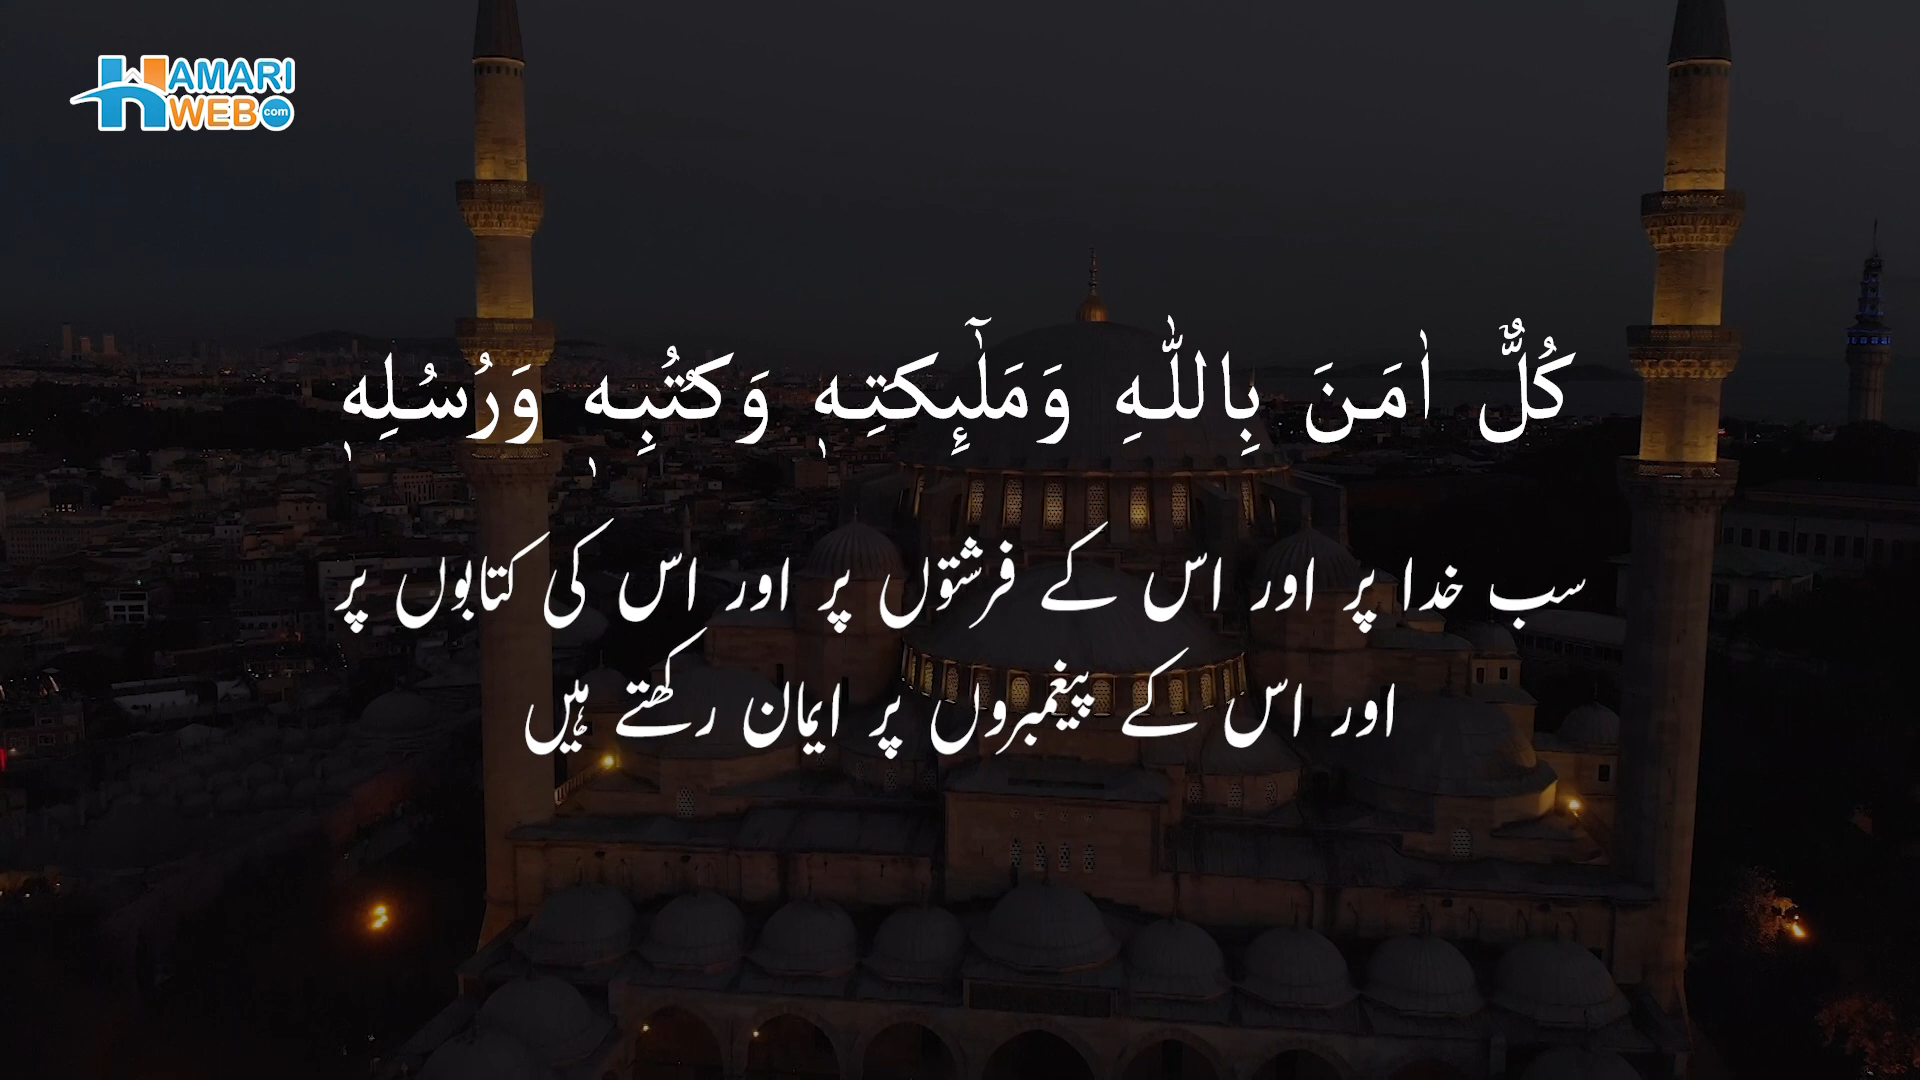 HAMARI
WEB.com
كُلٌّ اٰمَنَ بِاللّٰهِ وَمَلٰٓىِٕكَتِهٖ وَكُتُبِهٖ وَرُسُلِهٖ
سب خدا پر اور اس کے فرشتوں پر اور اس کی کتابوں پر
اور اس کے پیغمبروں پر ایمان رکھتے ہیں